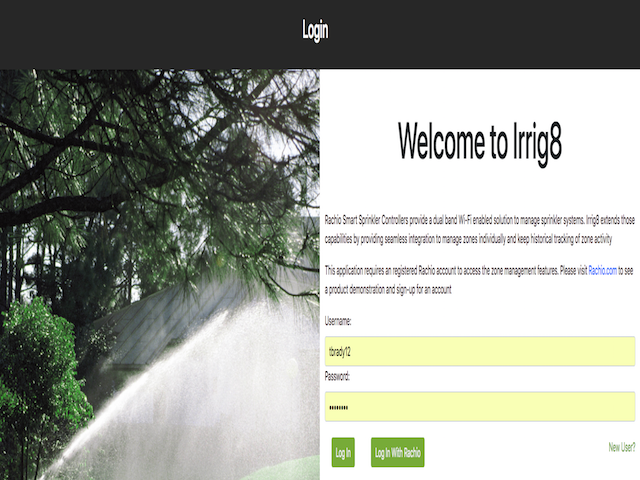 Login
Welcome to Irrig8
Rachio Smart Sprinkler Controllers provide a dual band Wi-Fi enabled solution to manage sprinkler systems. Irrig8 extends those
capabilities by providing seamless integration to manage zones individually and keep historical tracking of zone activity
This application requires an registered Rachio account to access the zone management features. Please visit Rachio.com to see
a product demonstration and sign-up for an account
Username:
tbrady12
Password:
••••••••
Log In Log In With Rachio New User?